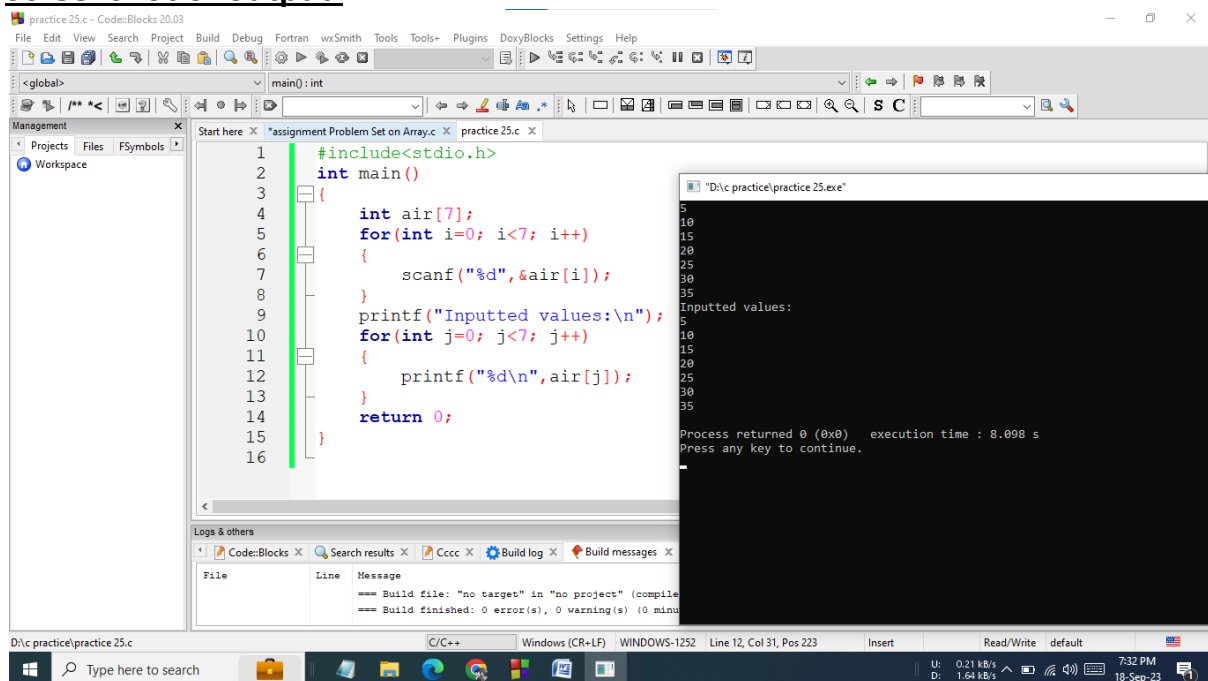 practice 25.c - Code::Blocks 20.03
File Edit View Search Project Build Debug Fortran wxSmith Tools Tools+ Plugins DoxyBlocks Settings Help
<global>
main() : int
/** *<
S C
Management X
Projects Files FSymbols
Workspace
Start here X *assignment Problem Set on Array.c X practice 25.c X
1 #include<stdio.h>
2 int main()
3 {
4 int air[7];
5 for(int i=0; i<7; i++)
6 {
7 scanf("%d",&air[i]);
8 }
9 printf("Inputted values:\n");
10 for(int j=0; j<7; j++)
11 {
12 printf("%d\n",air[j]);
13 }
14 return 0;
15 }
16
"D:\c practice\practice 25.exe"
5
10
15
20
25
30
35
Inputted values:
5
10
15
20
25
30
35
Process returned 0 (0x0) execution time : 8.098 s
Press any key to continue.
Logs & others
Code::Blocks X Search results X Cccc X Build log X Build messages X
File Line Message
=== Build file: "no target" in "no project" (compile
=== Build finished: 0 error(s), 0 warning(s) (0 minu
D:\c practice\practice 25.c C/C++ Windows (CR+LF) WINDOWS-1252 Line 12, Col 31, Pos 223 Insert Read/Write default
Type here to search
U: 0.21 kB/s
D: 1.64 kB/s
7:32 PM
18-Sep-23